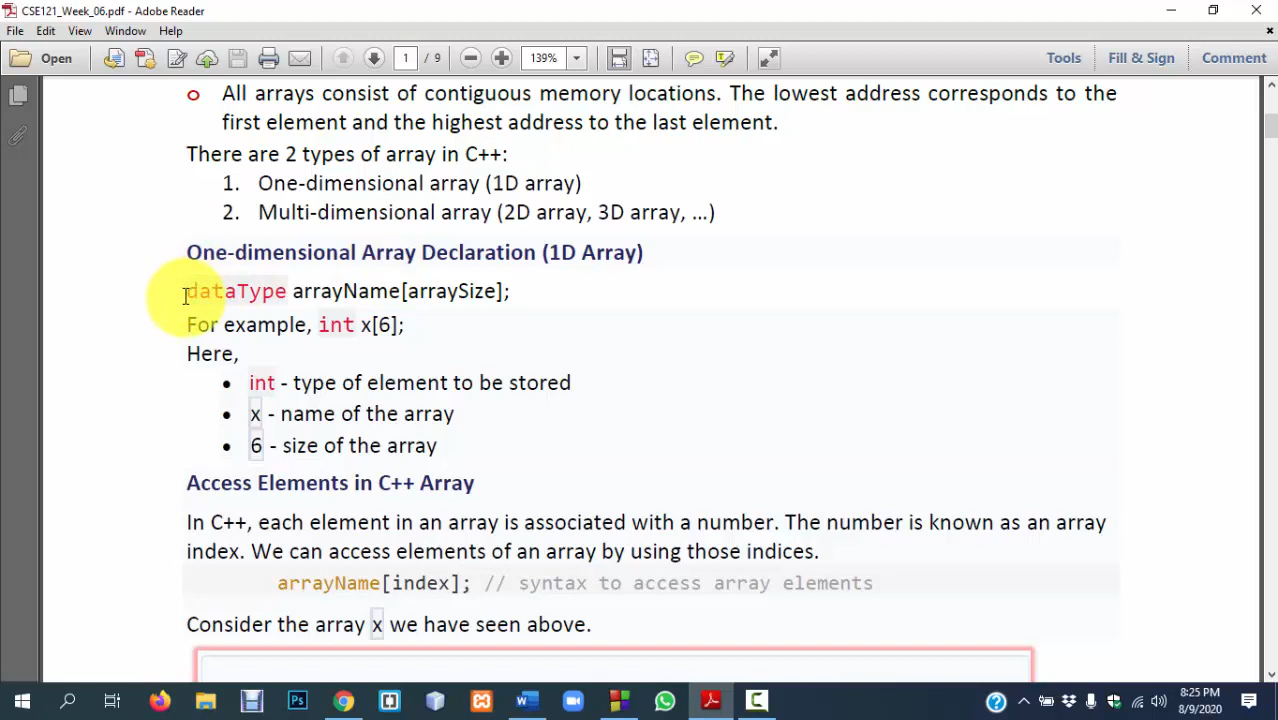 CSE121_Week_06.pdf - Adobe Reader
File Edit View Window Help
Open 1 / 9 139% Tools Fill & Sign Comment
o All arrays consist of contiguous memory locations. The lowest address corresponds to the
first element and the highest address to the last element.
There are 2 types of array in C++:
1. One-dimensional array (1D array)
2. Multi-dimensional array (2D array, 3D array, …)
One-dimensional Array Declaration (1D Array)
dataType arrayName[arraySize];
For example, int x[6];
Here,
• int - type of element to be stored
• x - name of the array
• 6 - size of the array
Access Elements in C++ Array
In C++, each element in an array is associated with a number. The number is known as an array
index. We can access elements of an array by using those indices.
arrayName[index]; // syntax to access array elements
Consider the array x we have seen above.
8:25 PM
8/9/2020